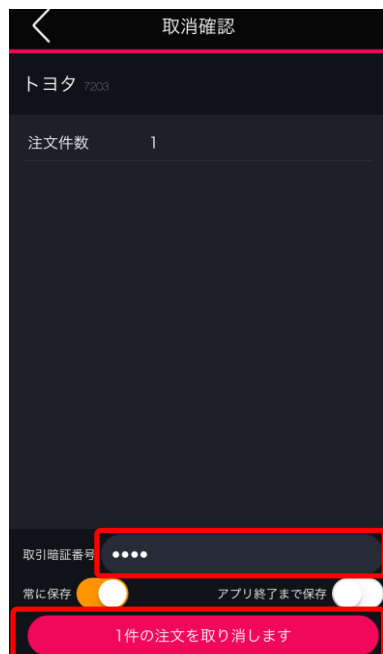 取消確認
トヨタ 7203
注文件数 1
取引暗証番号 ●●●●
常に保存 アプリ終了まで保存
1件の注文を取り消します